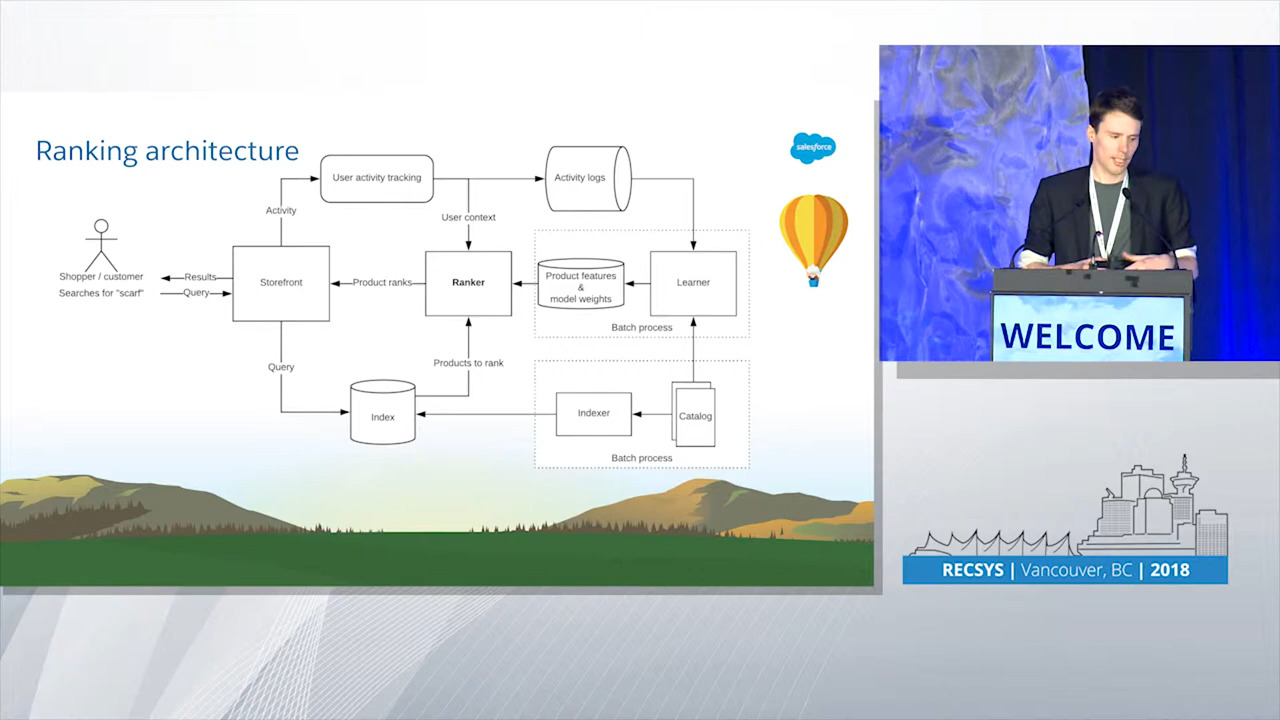 Ranking architecture
salesforce
User activity tracking
Activity logs
Activity
User context
Shopper / customer
Searches for "scarf"
Results
Query
Storefront
Product ranks
Ranker
Product features
&
model weights
Learner
Batch process
Query
Products to rank
Index
Indexer
Catalog
Batch process
WELCOME
RECSYS | Vancouver, BC | 2018